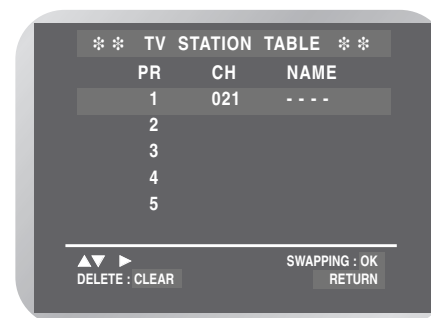 ❇ ❇ TV STATION TABLE ❇ ❇
PR CH NAME
1 021 - - - -
2
3
4
5
▲▼ ► SWAPPING : OK
DELETE : CLEAR RETURN